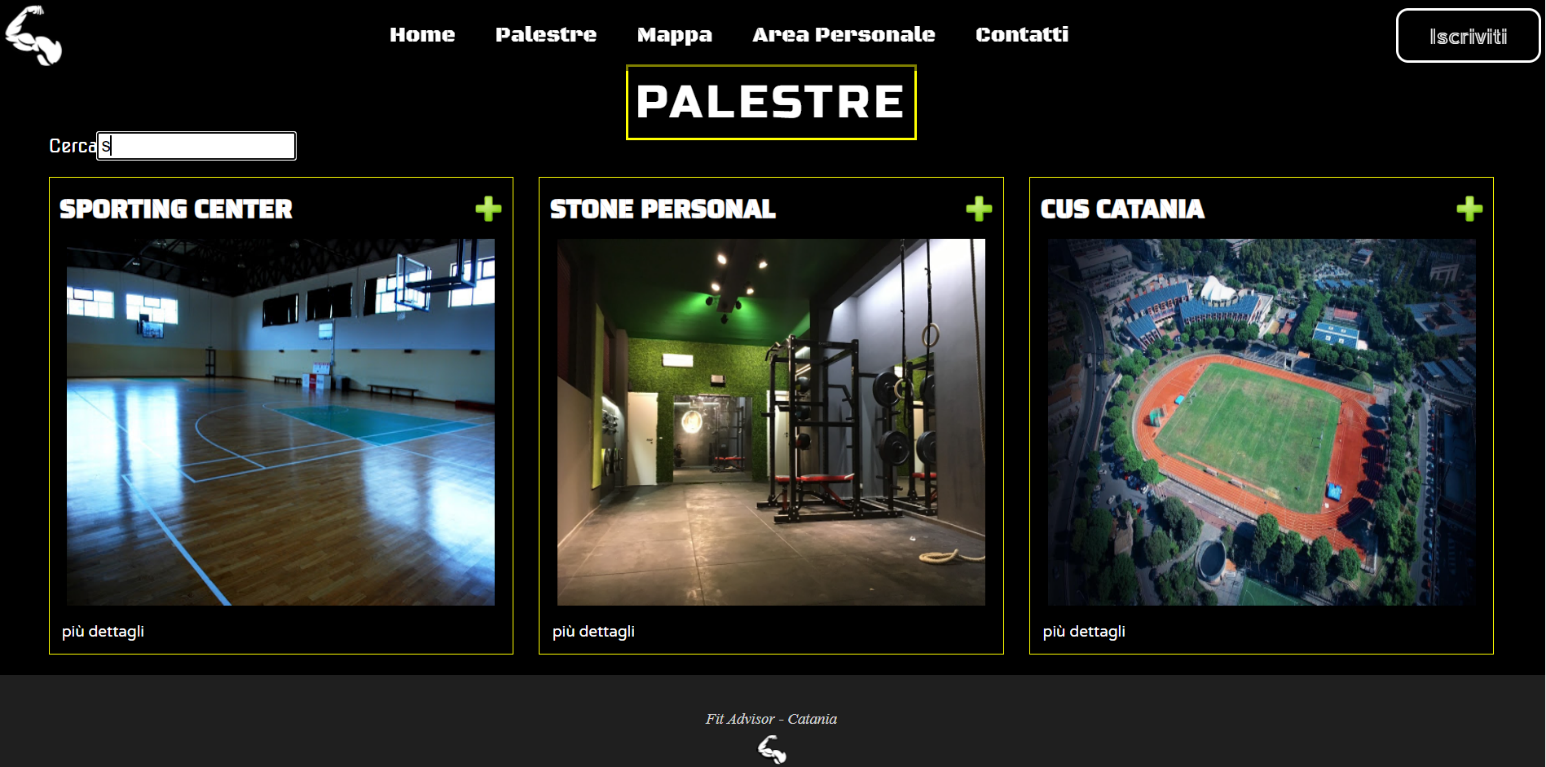 Home Palestre Mappa Area Personale Contatti Iscriviti
PALESTRE
Cerca s
SPORTING CENTER
STONE PERSONAL
CUS CATANIA
più dettagli
più dettagli
più dettagli
Fit Advisor - Catania